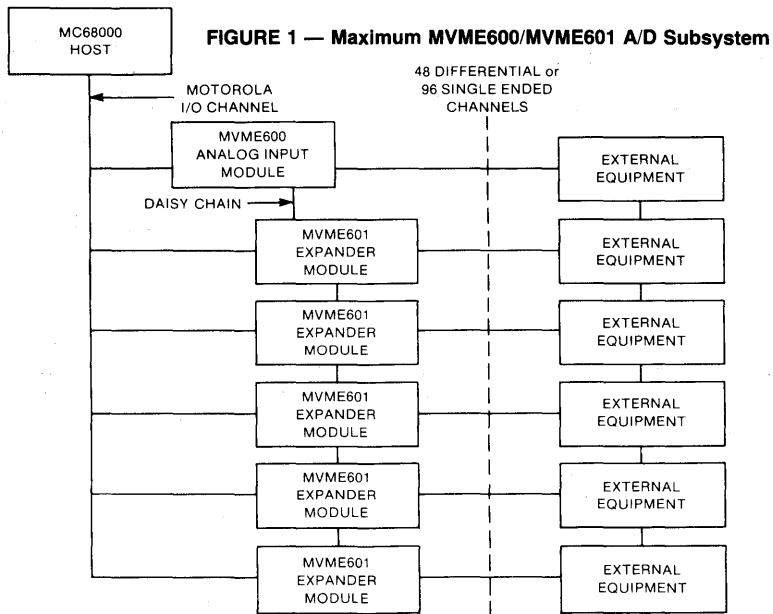 MC68000
HOST
FIGURE 1 — Maximum MVME600/MVME601 A/D Subsystem
MOTOROLA
I/O CHANNEL
48 DIFFERENTIAL or
96 SINGLE ENDED
CHANNELS
MVME600
ANALOG INPUT
MODULE
EXTERNAL
EQUIPMENT
DAISY CHAIN
MVME601
EXPANDER
MODULE
EXTERNAL
EQUIPMENT
MVME601
EXPANDER
MODULE
EXTERNAL
EQUIPMENT
MVME601
EXPANDER
MODULE
EXTERNAL
EQUIPMENT
MVME601
EXPANDER
MODULE
EXTERNAL
EQUIPMENT
MVME601
EXPANDER
MODULE
EXTERNAL
EQUIPMENT